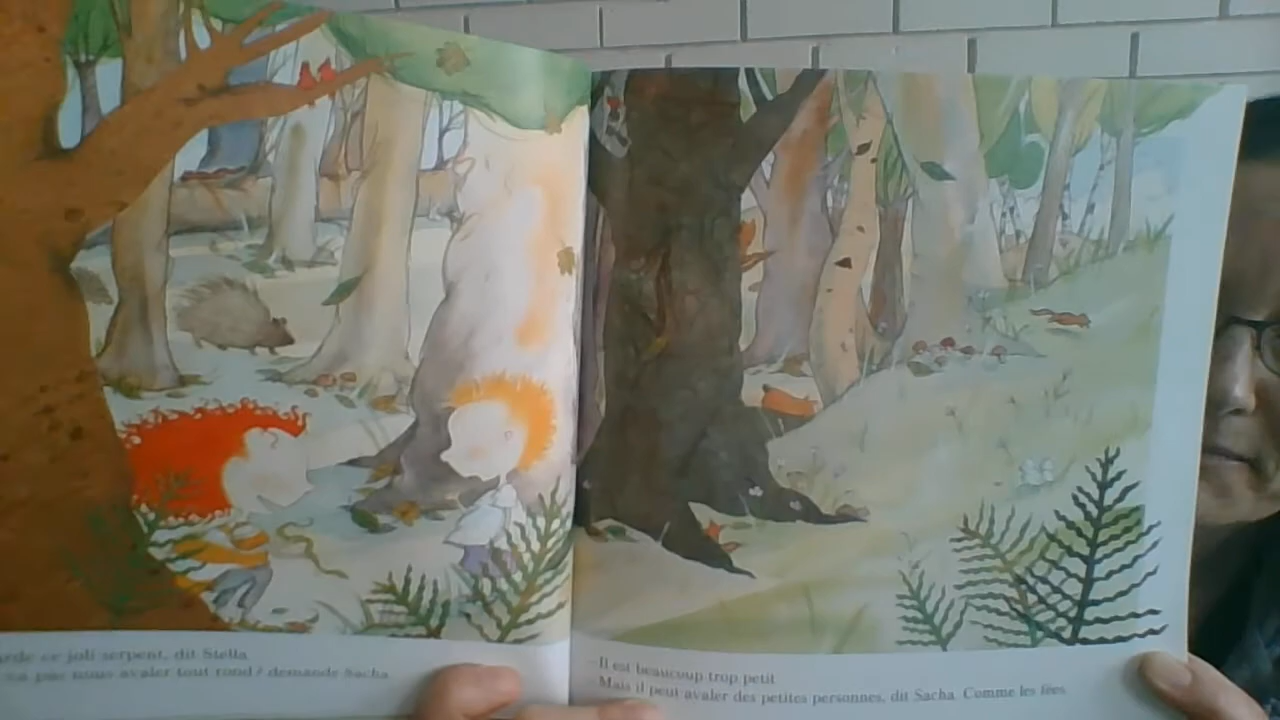 ce joli serpent, dit Stella
pas nous avaler tout rond ? demande Sacha
– Il est beaucoup trop petit
Mais il peut avaler des petites personnes, dit Sacha. Comme les fées